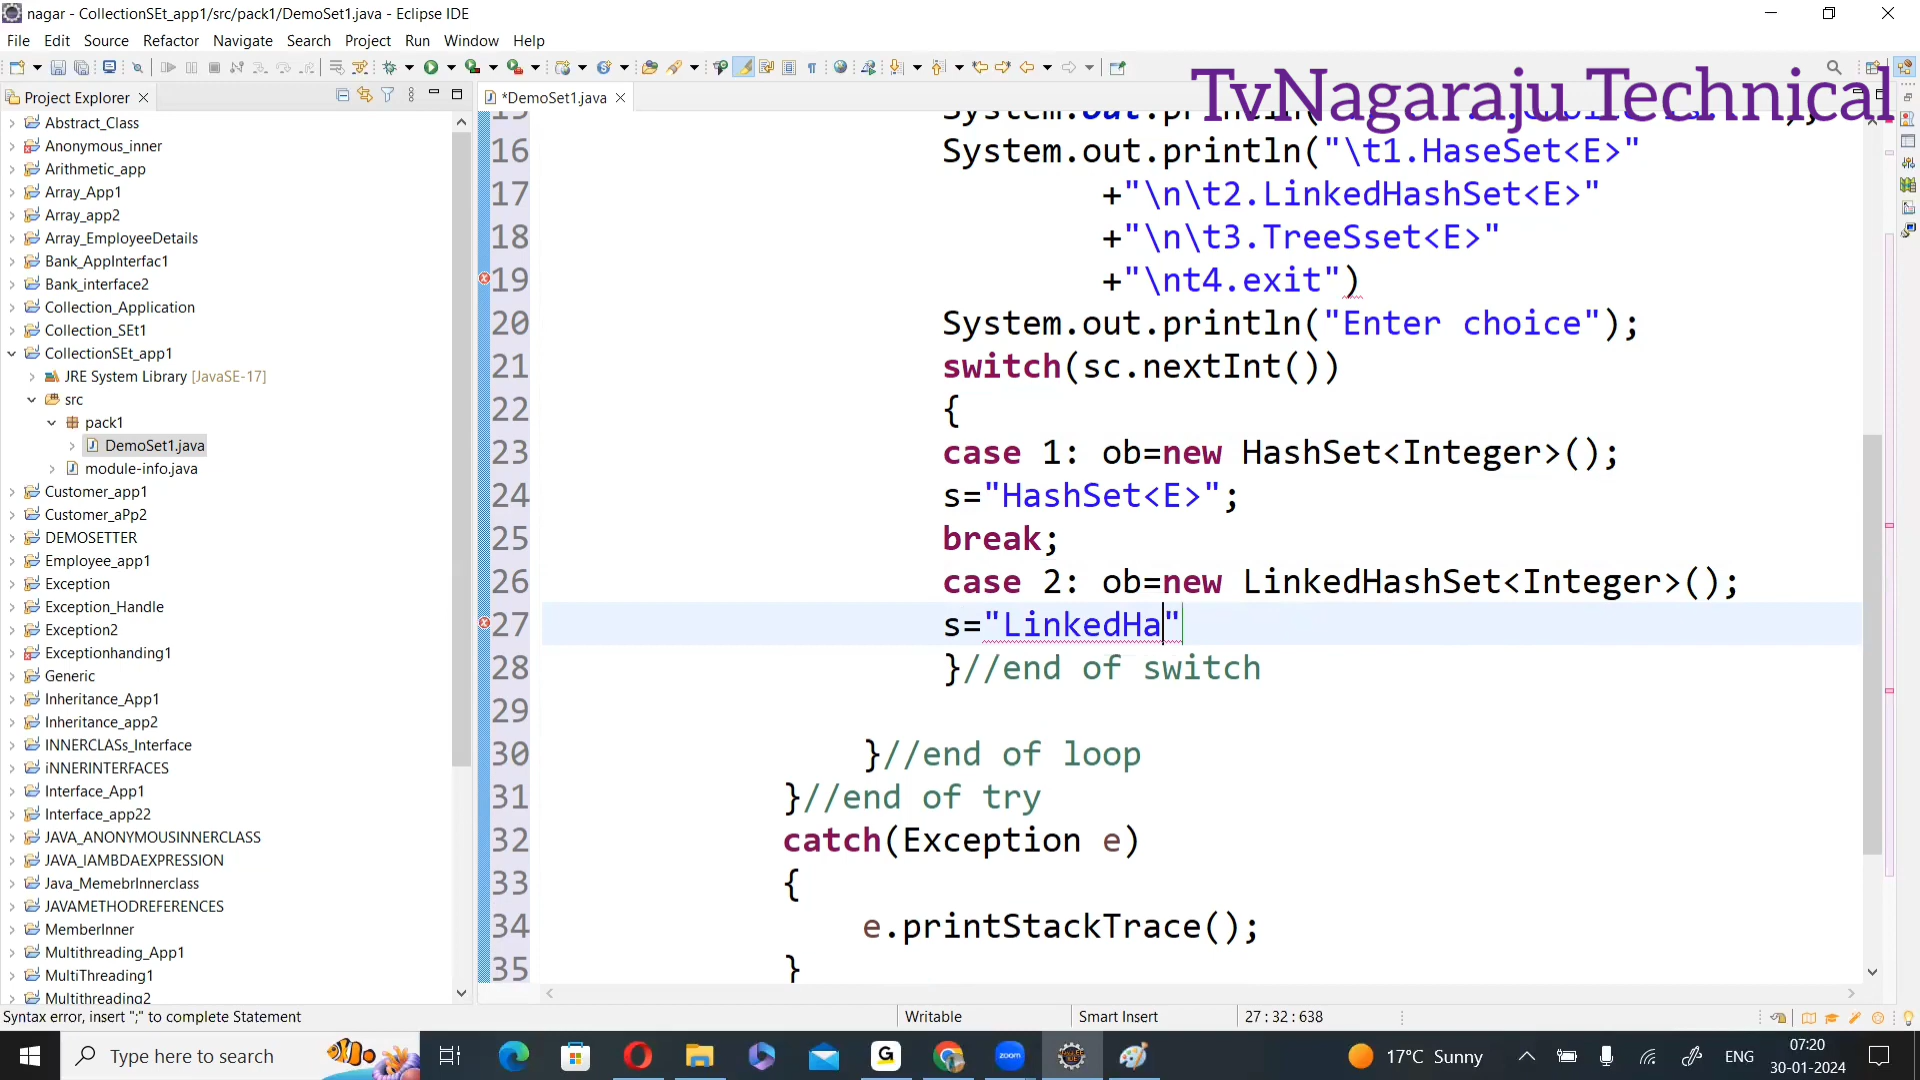 nagar - CollectionSEt_app1/src/pack1/DemoSet1.java - Eclipse IDE
File Edit Source Refactor Navigate Search Project Run Window Help
TvNagaraju Technical
Project Explorer
*DemoSet1.java
Abstract_Class
Anonymous_inner
Arithmetic_app
Array_App1
Array_app2
Array_EmployeeDetails
Bank_AppInterfac1
Bank_interface2
Collection_Application
Collection_SEt1
CollectionSEt_app1
JRE System Library [JavaSE-17]
src
pack1
DemoSet1.java
module-info.java
Customer_app1
Customer_aPp2
DEMOSETTER
Employee_app1
Exception
Exception_Handle
Exception2
Exceptionhanding1
Generic
Inheritance_App1
Inheritance_app2
INNERCLASs_Interface
iNNERINTERFACES
Interface_App1
Interface_app22
JAVA_ANONYMOUSINNERCLASS
JAVA_lAMBDAEXPRESSION
Java_MemebrInnerclass
JAVAMETHODREFERENCES
MemberInner
Multithreading_App1
MultiThreading1
Multithreading2
15 System.out.println(
16 System.out.println("\t1.HaseSet<E>"
17 +"\n\t2.LinkedHashSet<E>"
18 +"\n\t3.TreeSset<E>"
19 +"\nt4.exit")
20 System.out.println("Enter choice");
21 switch(sc.nextInt())
22 {
23 case 1: ob=new HashSet<Integer>();
24 s="HashSet<E>";
25 break;
26 case 2: ob=new LinkedHashSet<Integer>();
27 s="LinkedHa"
28 }//end of switch
29
30 }//end of loop
31 }//end of try
32 catch(Exception e)
33 {
34 e.printStackTrace();
35 }
Syntax error, insert ";" to complete Statement
Writable
Smart Insert
27 : 32 : 638
Type here to search
zoom
17°C Sunny
ENG
07:20
30-01-2024